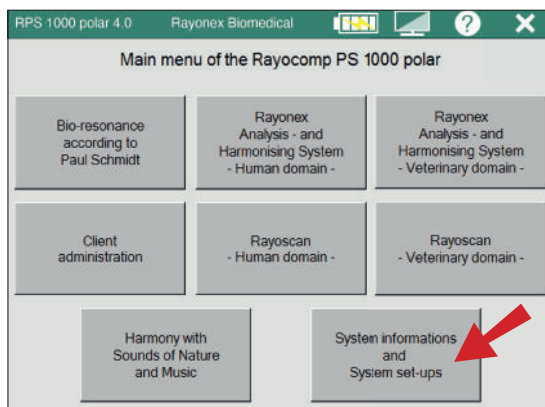 RPS 1000 polar 4.0 Rayonex Biomedical ?
Main menu of the Rayocomp PS 1000 polar
Bio-resonance
according to
Paul Schmidt
Rayonex
Analysis - and
Harmonising System
- Human domain -
Rayonex
Analysis - and
Harmonising System
- Veterinary domain -
Client
administration
Rayoscan
- Human domain -
Rayoscan
- Veterinary domain -
Harmony with
Sounds of Nature
and Music
System informations
and
System set-ups